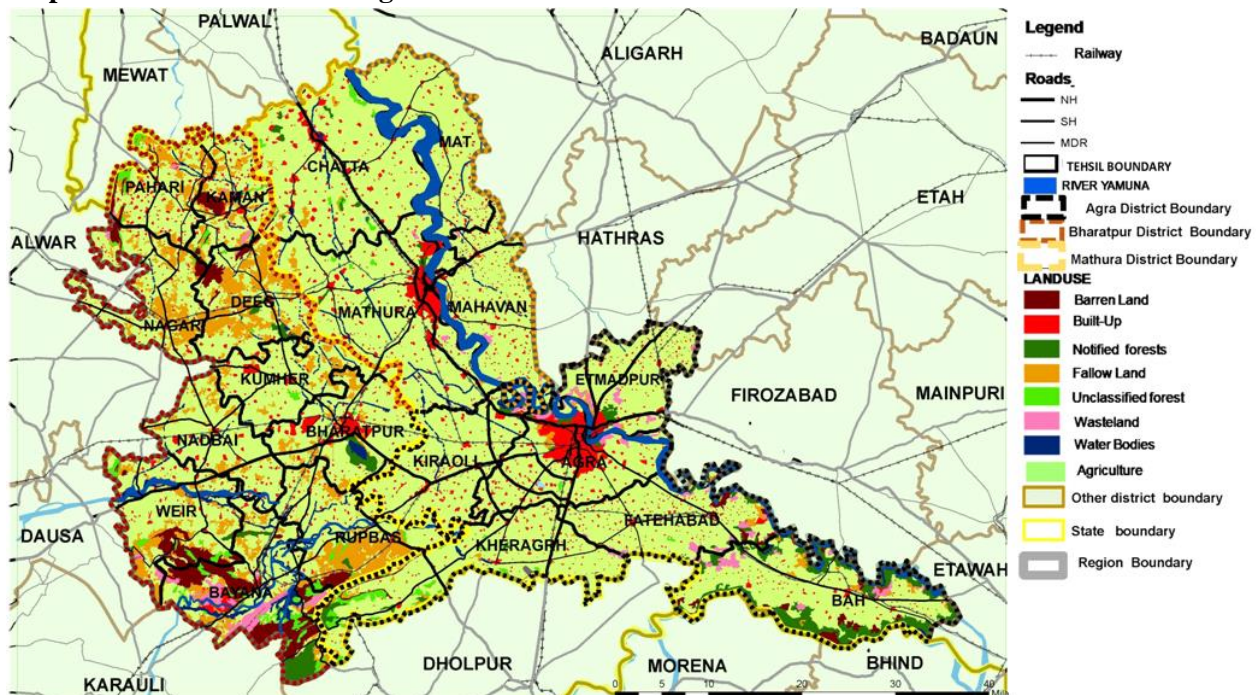 PALWAL
ALIGARH
BADAUN
MEWAT
MAT
CHATTA
PAHARI
KAMAN
ETAH
ALWAR
HATHRAS
DEEG
MATHURA
MAHAVAN
NAGAR
KUMHER
ETMADPUR
FIROZABAD
MAINPURI
NADBAI
BHARATPUR
KIRAOLI
AGRA
WEIR
FATEHABAD
DAUSA
RUPBAS
KHERAGRH
ETAWAH
BAYANA
BAH
DHOLPUR
MORENA
BHIND
KARAULI
0 5 10 20 30 40
Legend
Railway
Roads
NH
SH
MDR
TEHSIL BOUNDARY
RIVER YAMUNA
Agra District Boundary
Bharatpur District Boundary
Mathura District Boundary
LANDUSE
Barren Land
Built-Up
Notified forests
Fallow Land
Unclassified forest
Wasteland
Water Bodies
Agriculture
Other district boundary
State boundary
Region Boundary